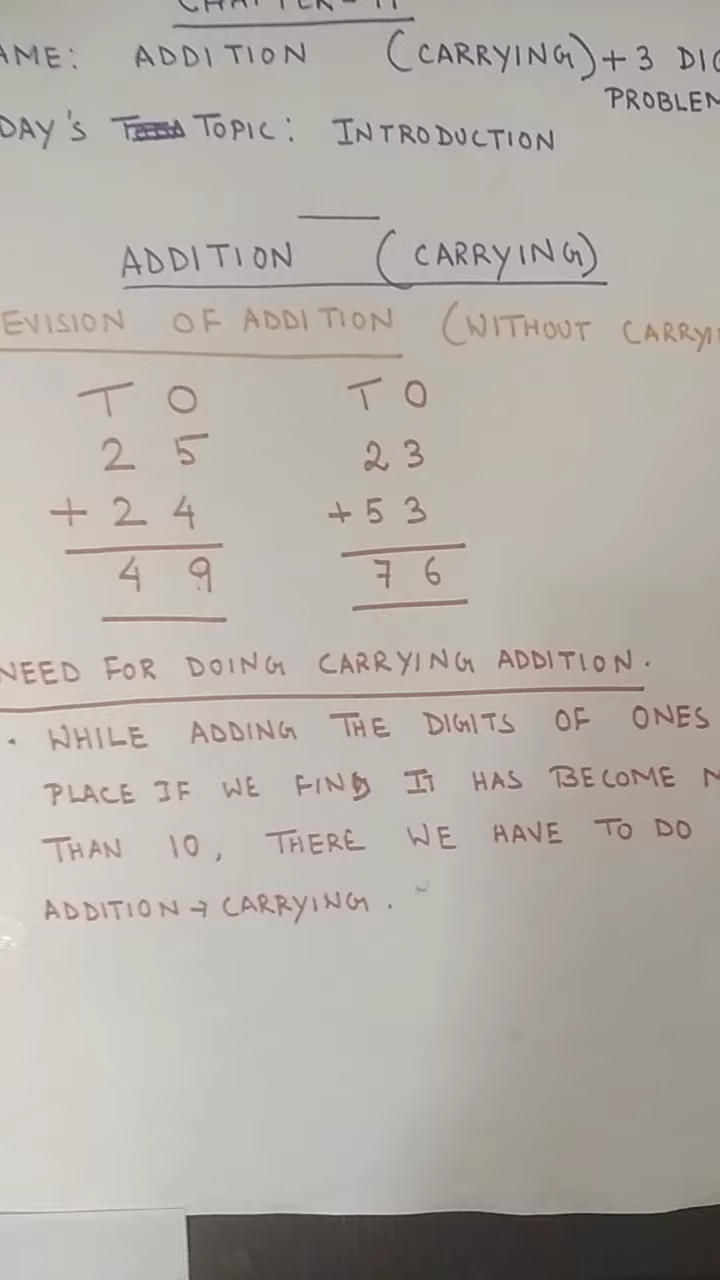 AME: ADDITION (CARRYING) + 3 DIG
PROBLEM
DAY'S TOPIC: INTRODUCTION
ADDITION (CARRYING)
EVISION OF ADDITION (WITHOUT CARRYI
T O T O
2 5 2 3
+ 2 4 + 5 3
4 9 7 6
NEED FOR DOING CARRYING ADDITION.
. WHILE ADDING THE DIGITS OF ONES
PLACE IF WE FIND IT HAS BECOME M
THAN 10, THERE WE HAVE TO DO
ADDITION → CARRYING.